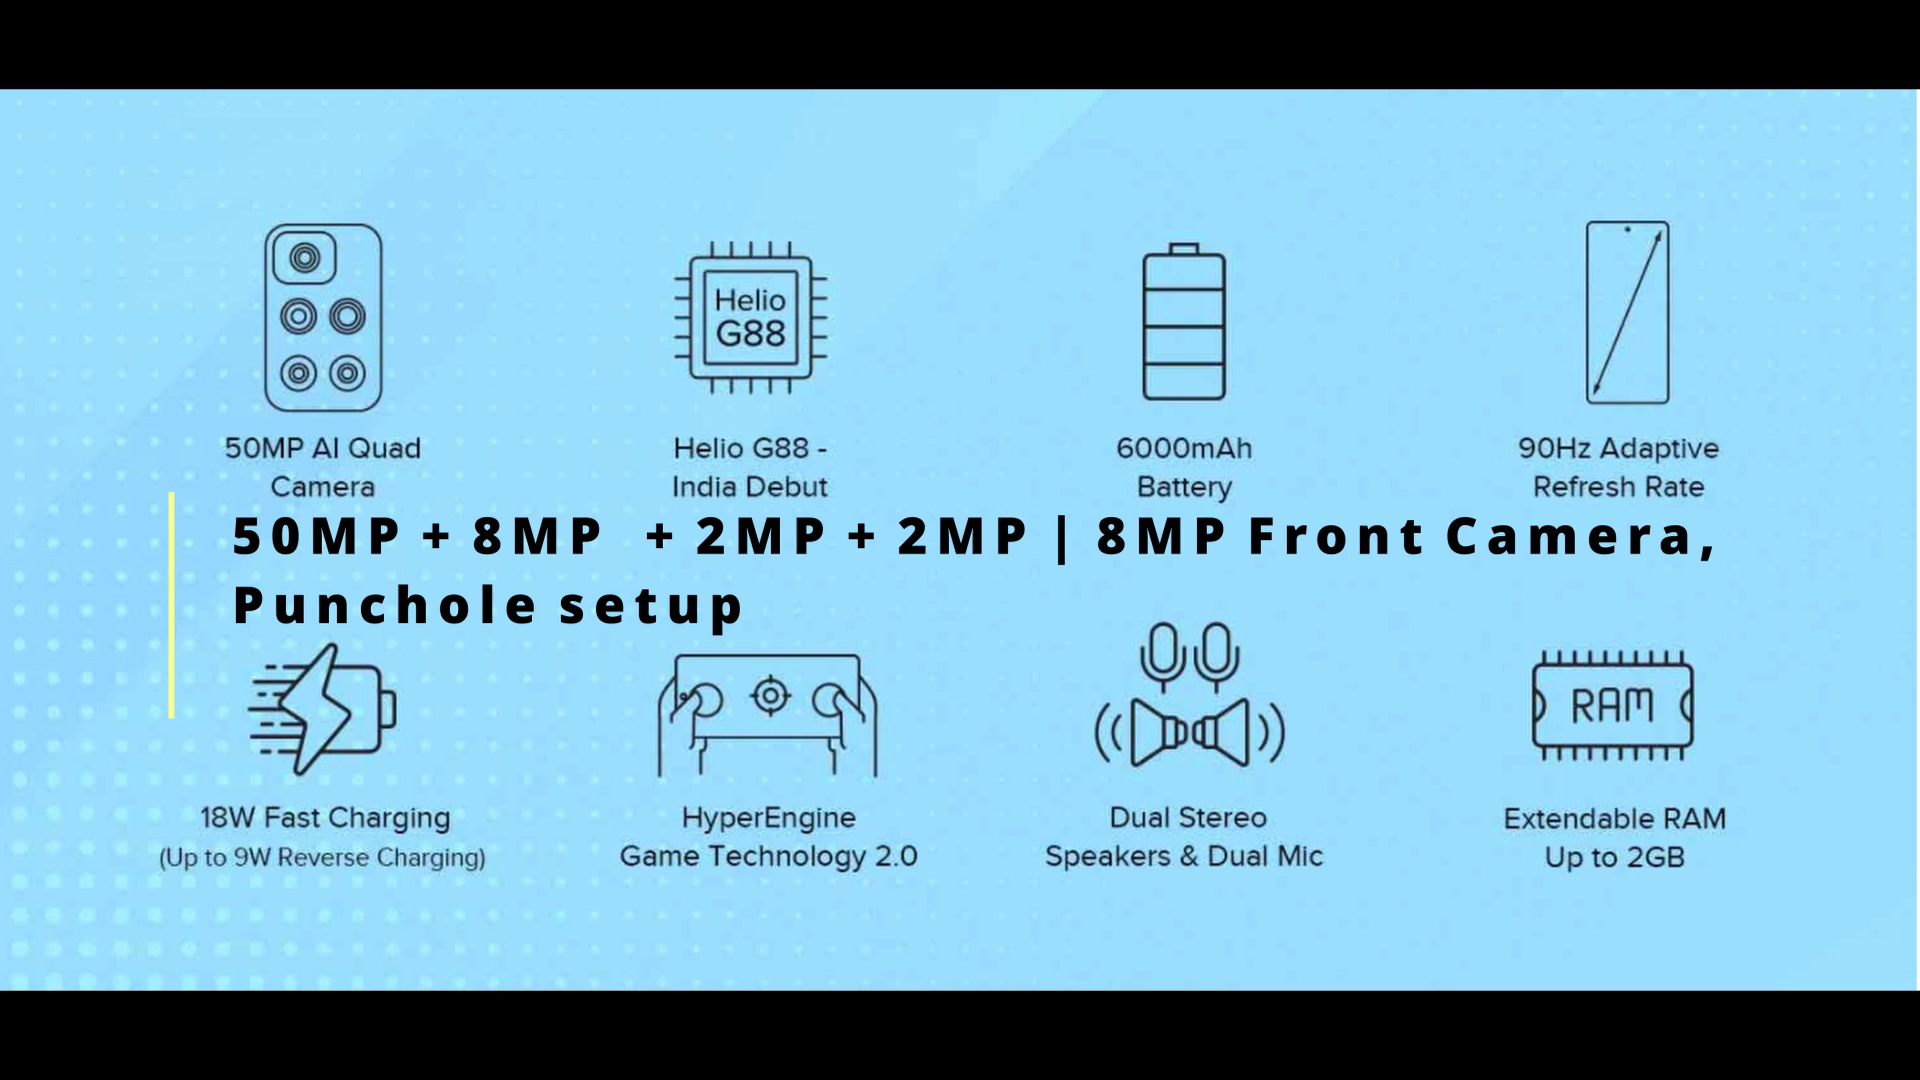 Helio
G88
50MP AI Quad
Camera
Helio G88 -
India Debut
6000mAh
Battery
90Hz Adaptive
Refresh Rate
50MP + 8MP + 2MP + 2MP | 8MP Front Camera,
Punchole setup
RAM
18W Fast Charging
(Up to 9W Reverse Charging)
HyperEngine
Game Technology 2.0
Dual Stereo
Speakers & Dual Mic
Extendable RAM
Up to 2GB